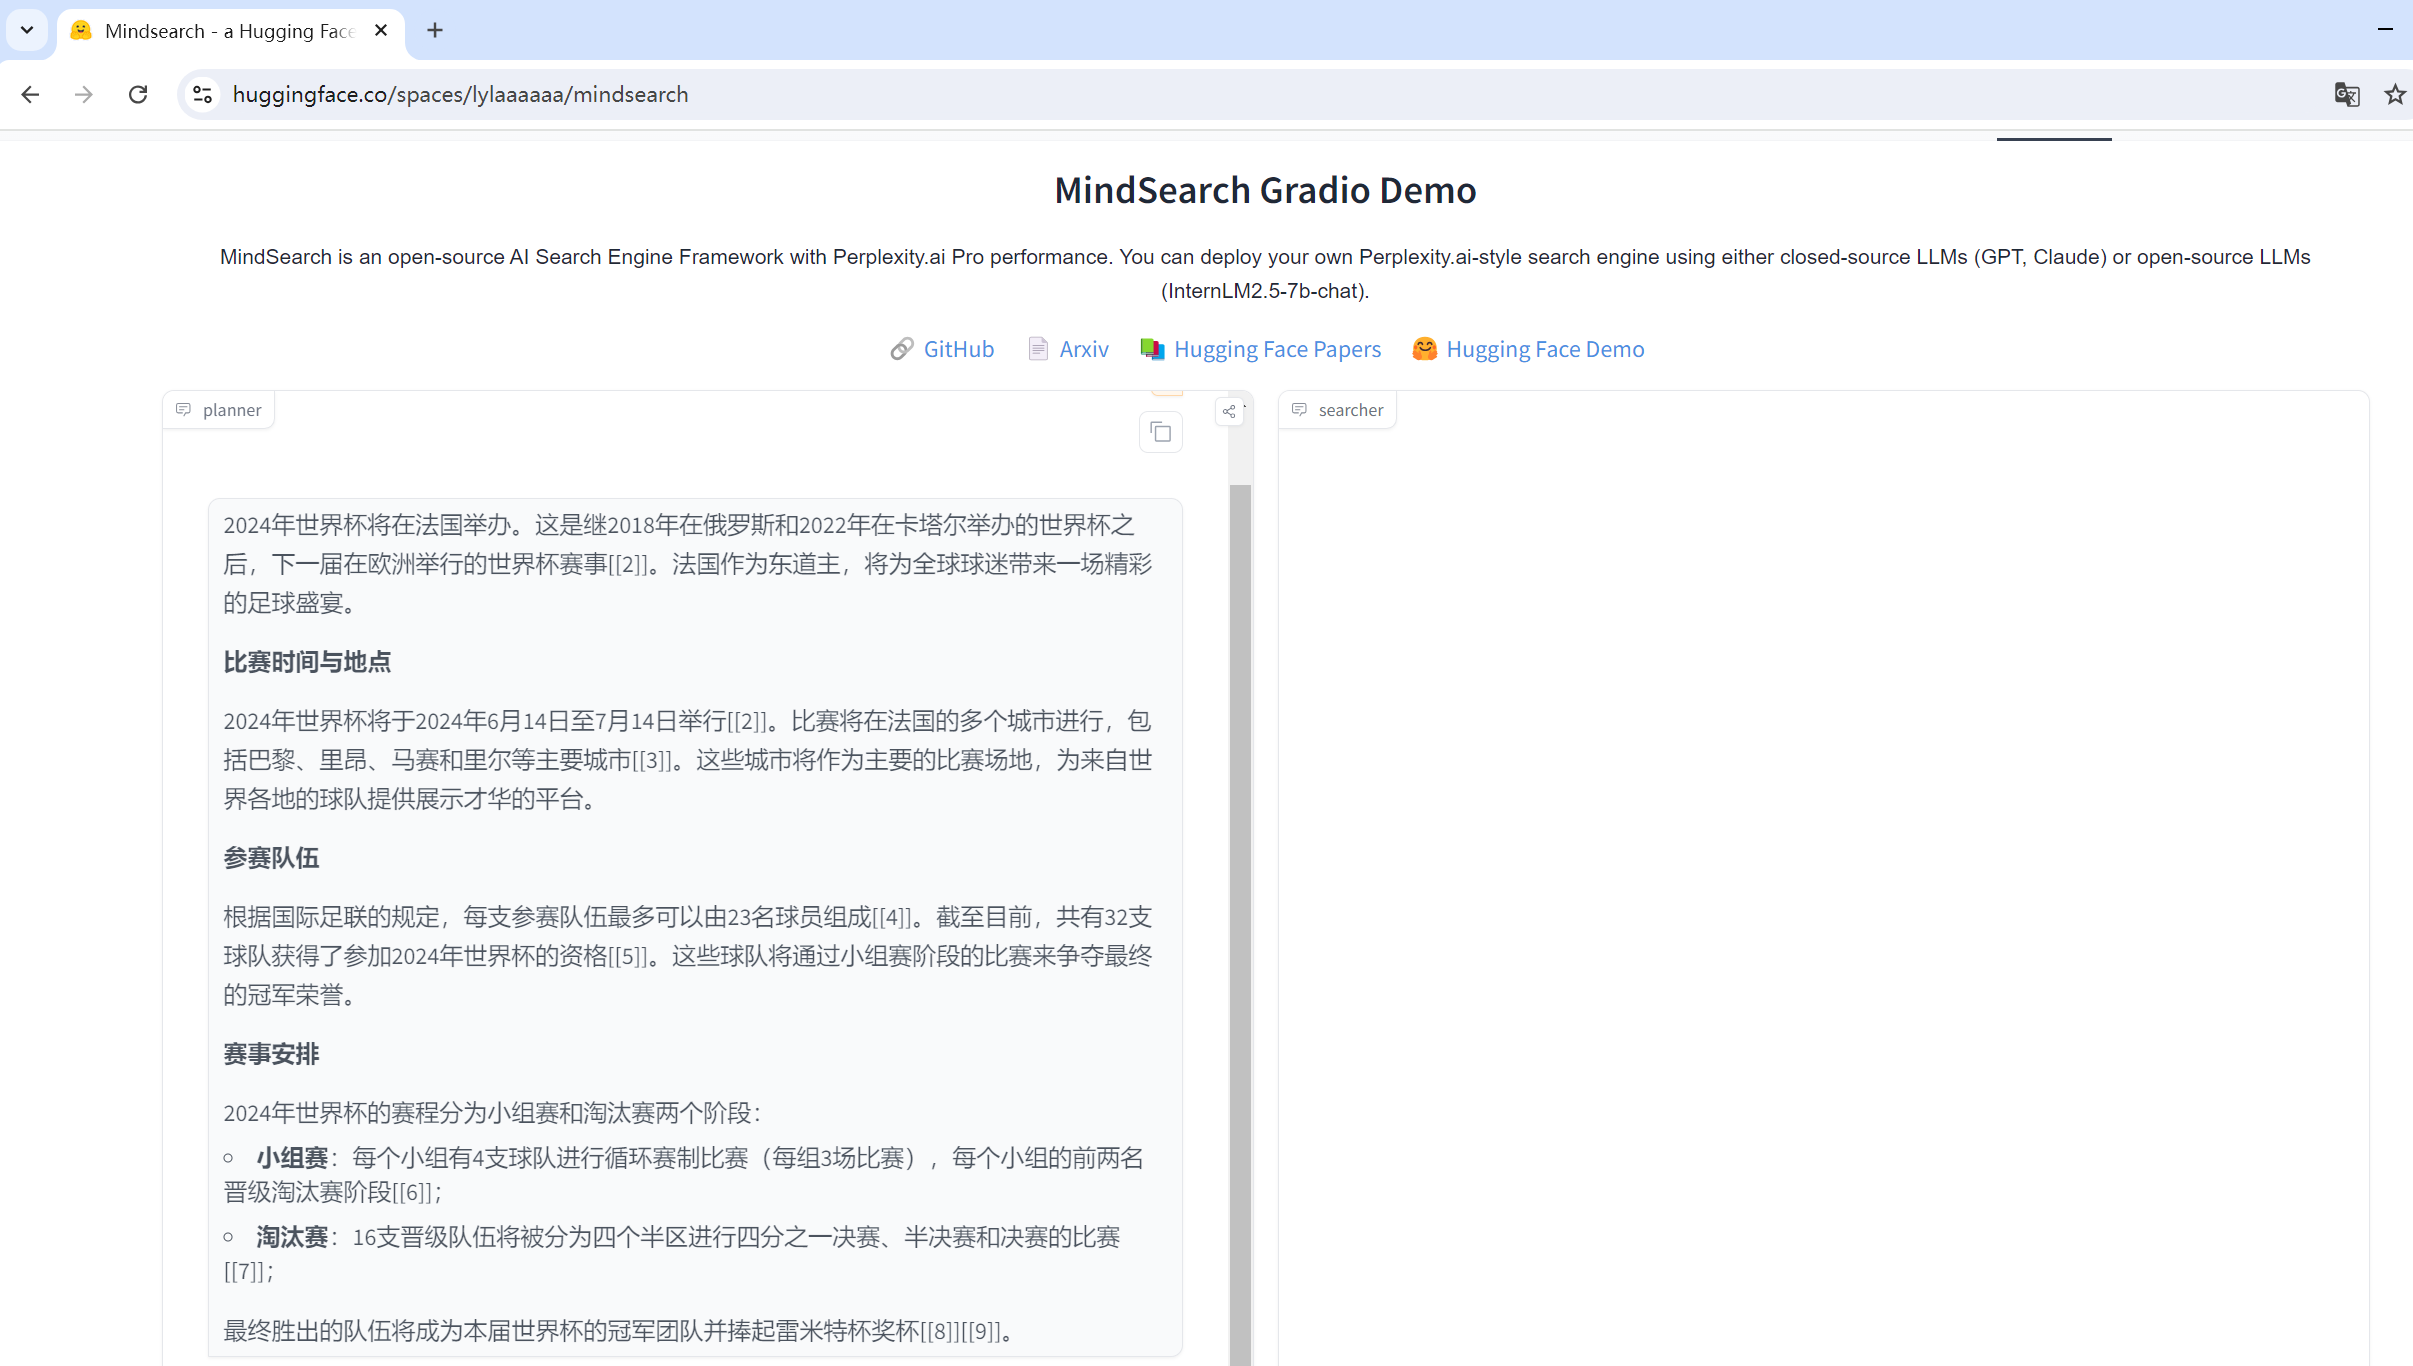 Mindsearch - a Hugging Face
huggingface.co/spaces/lylaaaaaa/mindsearch
MindSearch Gradio Demo
MindSearch is an open-source AI Search Engine Framework with Perplexity.ai Pro performance. You can deploy your own Perplexity.ai-style search engine using either closed-source LLMs (GPT, Claude) or open-source LLMs
(InternLM2.5-7b-chat).
GitHub Arxiv Hugging Face Papers Hugging Face Demo
planner
searcher
2024年世界杯将在法国举办。这是继2018年在俄罗斯和2022年在卡塔尔举办的世界杯之
后，下一届在欧洲举行的世界杯赛事[[2]]。法国作为东道主，将为全球球迷带来一场精彩
的足球盛宴。
比赛时间与地点
2024年世界杯将于2024年6月14日至7月14日举行[[2]]。比赛将在法国的多个城市进行，包
括巴黎、里昂、马赛和里尔等主要城市[[3]]。这些城市将作为主要的比赛场地，为来自世
界各地的球队提供展示才华的平台。
参赛队伍
根据国际足联的规定，每支参赛队伍最多可以由23名球员组成[[4]]。截至目前，共有32支
球队获得了参加2024年世界杯的资格[[5]]。这些球队将通过小组赛阶段的比赛来争夺最终
的冠军荣誉。
赛事安排
2024年世界杯的赛程分为小组赛和淘汰赛两个阶段：
小组赛：每个小组有4支球队进行循环赛制比赛（每组3场比赛），每个小组的前两名
晋级淘汰赛阶段[[6]]；
淘汰赛：16支晋级队伍将被分为四个半区进行四分之一决赛、半决赛和决赛的比赛
[[7]]；
最终胜出的队伍将成为本届世界杯的冠军团队并捧起雷米特杯奖杯[[8]][[9]]。